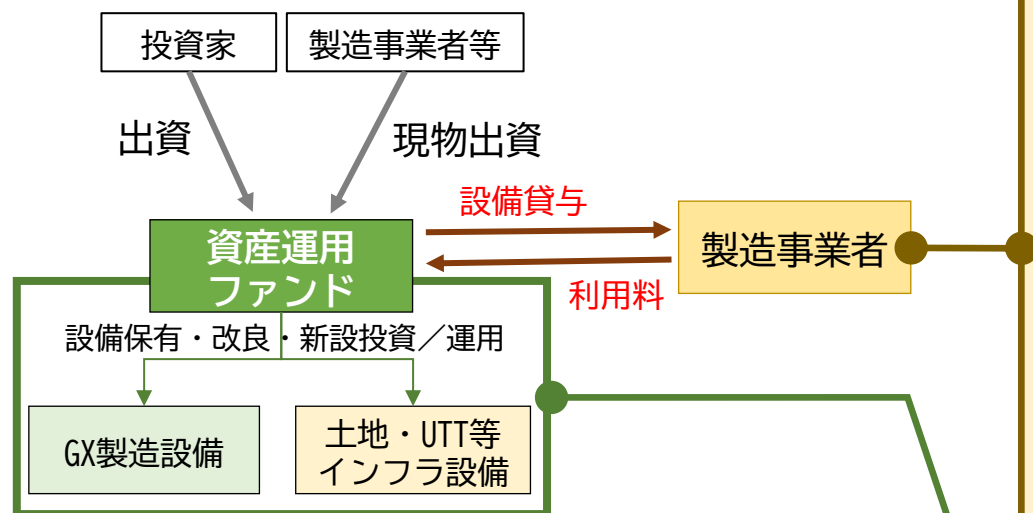 投資家
製造事業者等
出資
現物出資
設備貸与
資産運用
ファンド
製造事業者
利用料
設備保有・改良・新設投資／運用
GX製造設備
土地・UTT等
インフラ設備